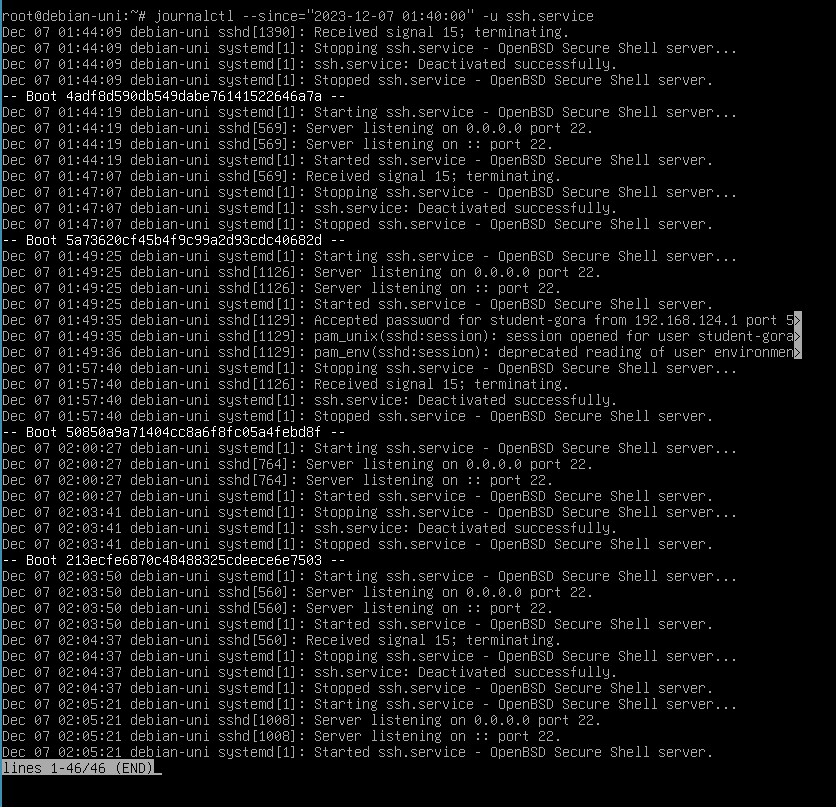 root@debian-uni:~# journalctl --since="2023-12-07 01:40:00" -u ssh.service
Dec 07 01:44:09 debian-uni sshd[1390]: Received signal 15; terminating.
Dec 07 01:44:09 debian-uni systemd[1]: Stopping ssh.service - OpenBSD Secure Shell server...
Dec 07 01:44:09 debian-uni systemd[1]: ssh.service: Deactivated successfully.
Dec 07 01:44:09 debian-uni systemd[1]: Stopped ssh.service - OpenBSD Secure Shell server.
-- Boot 4adf8d590db549dabe76141522646a7a --
Dec 07 01:44:19 debian-uni systemd[1]: Starting ssh.service - OpenBSD Secure Shell server...
Dec 07 01:44:19 debian-uni sshd[569]: Server listening on 0.0.0.0 port 22.
Dec 07 01:44:19 debian-uni sshd[569]: Server listening on :: port 22.
Dec 07 01:44:19 debian-uni systemd[1]: Started ssh.service - OpenBSD Secure Shell server.
Dec 07 01:47:07 debian-uni sshd[569]: Received signal 15; terminating.
Dec 07 01:47:07 debian-uni systemd[1]: Stopping ssh.service - OpenBSD Secure Shell server...
Dec 07 01:47:07 debian-uni systemd[1]: ssh.service: Deactivated successfully.
Dec 07 01:47:07 debian-uni systemd[1]: Stopped ssh.service - OpenBSD Secure Shell server.
-- Boot 5a73620cf45b4f9c99a2d93cdc40682d --
Dec 07 01:49:25 debian-uni systemd[1]: Starting ssh.service - OpenBSD Secure Shell server...
Dec 07 01:49:25 debian-uni sshd[1126]: Server listening on 0.0.0.0 port 22.
Dec 07 01:49:25 debian-uni sshd[1126]: Server listening on :: port 22.
Dec 07 01:49:25 debian-uni systemd[1]: Started ssh.service - OpenBSD Secure Shell server.
Dec 07 01:49:35 debian-uni sshd[1129]: Accepted password for student-gora from 192.168.124.1 port 5>
Dec 07 01:49:35 debian-uni sshd[1129]: pam_unix(sshd:session): session opened for user student-gora>
Dec 07 01:49:36 debian-uni sshd[1129]: pam_env(sshd:session): deprecated reading of user environmen>
Dec 07 01:57:40 debian-uni systemd[1]: Stopping ssh.service - OpenBSD Secure Shell server...
Dec 07 01:57:40 debian-uni sshd[1126]: Received signal 15; terminating.
Dec 07 01:57:40 debian-uni systemd[1]: ssh.service: Deactivated successfully.
Dec 07 01:57:40 debian-uni systemd[1]: Stopped ssh.service - OpenBSD Secure Shell server.
-- Boot 50850a9a71404cc8a6f8fc05a4febd8f --
Dec 07 02:00:27 debian-uni systemd[1]: Starting ssh.service - OpenBSD Secure Shell server...
Dec 07 02:00:27 debian-uni sshd[764]: Server listening on 0.0.0.0 port 22.
Dec 07 02:00:27 debian-uni sshd[764]: Server listening on :: port 22.
Dec 07 02:00:27 debian-uni systemd[1]: Started ssh.service - OpenBSD Secure Shell server.
Dec 07 02:03:41 debian-uni systemd[1]: Stopping ssh.service - OpenBSD Secure Shell server...
Dec 07 02:03:41 debian-uni systemd[1]: ssh.service: Deactivated successfully.
Dec 07 02:03:41 debian-uni systemd[1]: Stopped ssh.service - OpenBSD Secure Shell server.
-- Boot 213ecfe6870c48488325cdeece6e7503 --
Dec 07 02:03:50 debian-uni systemd[1]: Starting ssh.service - OpenBSD Secure Shell server...
Dec 07 02:03:50 debian-uni sshd[560]: Server listening on 0.0.0.0 port 22.
Dec 07 02:03:50 debian-uni sshd[560]: Server listening on :: port 22.
Dec 07 02:03:50 debian-uni systemd[1]: Started ssh.service - OpenBSD Secure Shell server.
Dec 07 02:04:37 debian-uni sshd[560]: Received signal 15; terminating.
Dec 07 02:04:37 debian-uni systemd[1]: Stopping ssh.service - OpenBSD Secure Shell server...
Dec 07 02:04:37 debian-uni systemd[1]: ssh.service: Deactivated successfully.
Dec 07 02:04:37 debian-uni systemd[1]: Stopped ssh.service - OpenBSD Secure Shell server.
Dec 07 02:05:21 debian-uni systemd[1]: Starting ssh.service - OpenBSD Secure Shell server...
Dec 07 02:05:21 debian-uni sshd[1008]: Server listening on 0.0.0.0 port 22.
Dec 07 02:05:21 debian-uni sshd[1008]: Server listening on :: port 22.
Dec 07 02:05:21 debian-uni systemd[1]: Started ssh.service - OpenBSD Secure Shell server.
lines 1-46/46 (END)